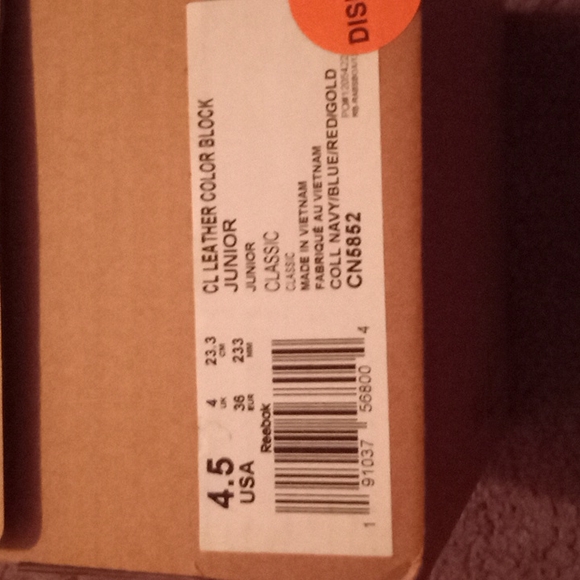 CL LEATHER COLOR BLOCK
JUNIOR
JUNIOR
CLASSIC
CLASSIC
MADE IN VIETNAM
FABRIQUÉ AU VIETNAM
COLL NAVY/BLUE/RED/GOLD
CN5852
DIS
4.5
USA
4
UK
36
EUR
23.3
CM
233
MM
Reebok
1 91037 56800 4